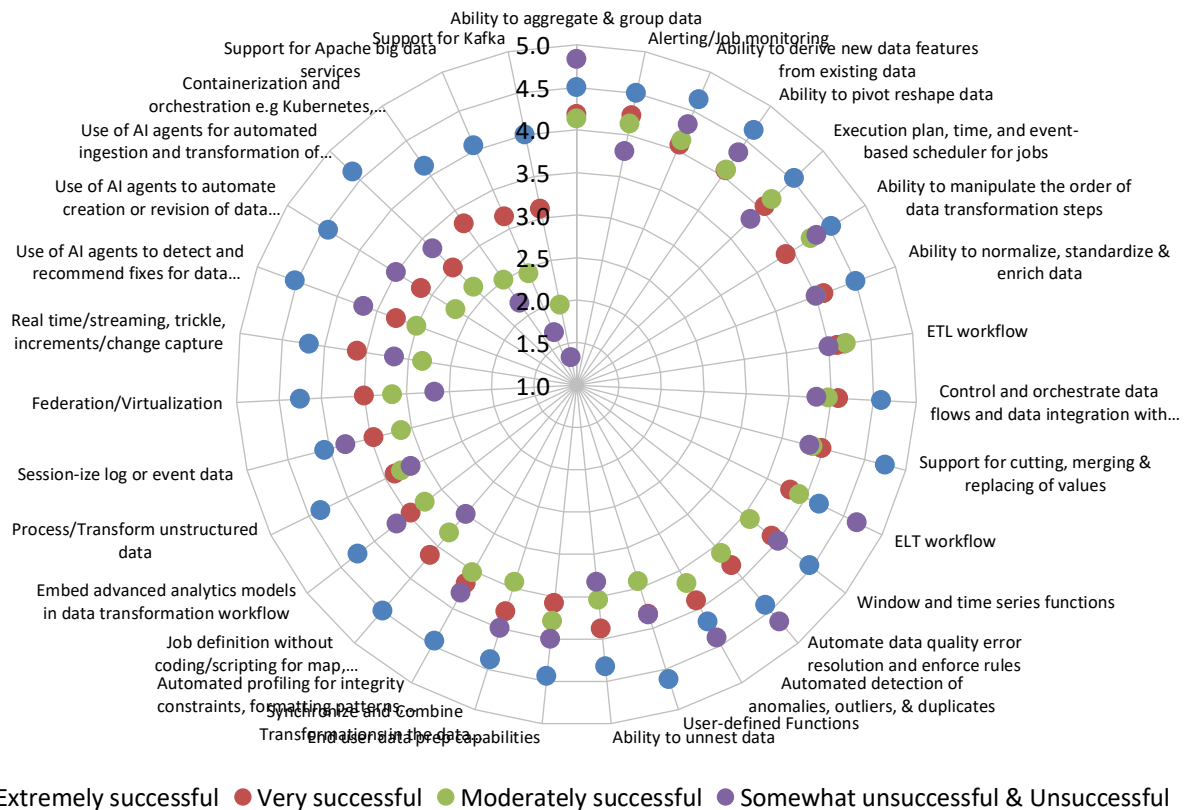 Ability to aggregate & group data
Alerting/Job monitoring
Ability to derive new data features
from existing data
Ability to pivot reshape data
Execution plan, time, and event-
based scheduler for jobs
Ability to manipulate the order of
data transformation steps
Ability to normalize, standardize &
enrich data
ETL workflow
Control and orchestrate data
flows and data integration with...
Support for cutting, merging &
replacing of values
ELT workflow
Window and time series functions
Automate data quality error
resolution and enforce rules
Automated detection of
anomalies, outliers, & duplicates
User-defined Functions
Ability to unnest data
End user data prep capabilities
Synchronize and Combine
Transformations in the data...
Automated profiling for integrity
constraints, formatting patterns,...
Job definition without
coding/scripting for map,...
Embed advanced analytics models
in data transformation workflow
Process/Transform unstructured
data
Session-ize log or event data
Federation/Virtualization
Real time/streaming, trickle,
increments/change capture
Use of AI agents to detect and
recommend fixes for data...
Use of AI agents to automate
creation or revision of data...
Use of AI agents for automated
ingestion and transformation of...
Containerization and
orchestration e.g Kubernetes,...
Support for Apache big data
services
Support for Kafka
5.0
4.5
4.0
3.5
3.0
2.5
2.0
1.5
1.0
Extremely successful
Very successful
Moderately successful
Somewhat unsuccessful & Unsuccessful